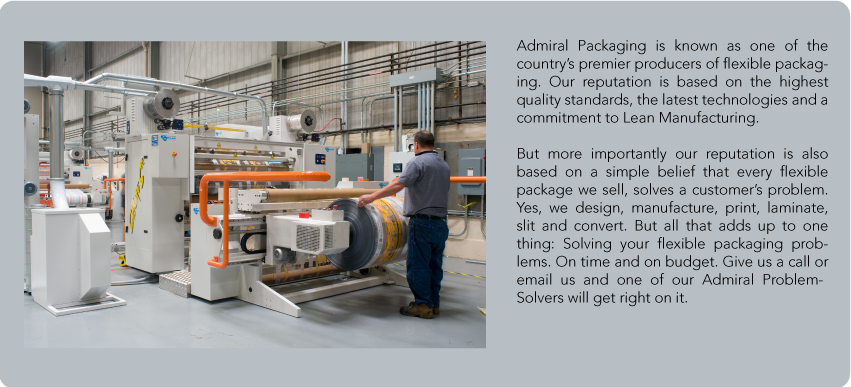 Admiral Packaging is known as one of the
country's premier producers of flexible packag-
ing. Our reputation is based on the highest
quality standards, the latest technologies and a
commitment to Lean Manufacturing.
But more importantly our reputation is also
based on a simple belief that every flexible
package we sell, solves a customer's problem.
Yes, we design, manufacture, print, laminate,
slit and convert. But all that adds up to one
thing: Solving your flexible packaging prob-
lems. On time and on budget. Give us a call or
email us and one of our Admiral Problem-
Solvers will get right on it.